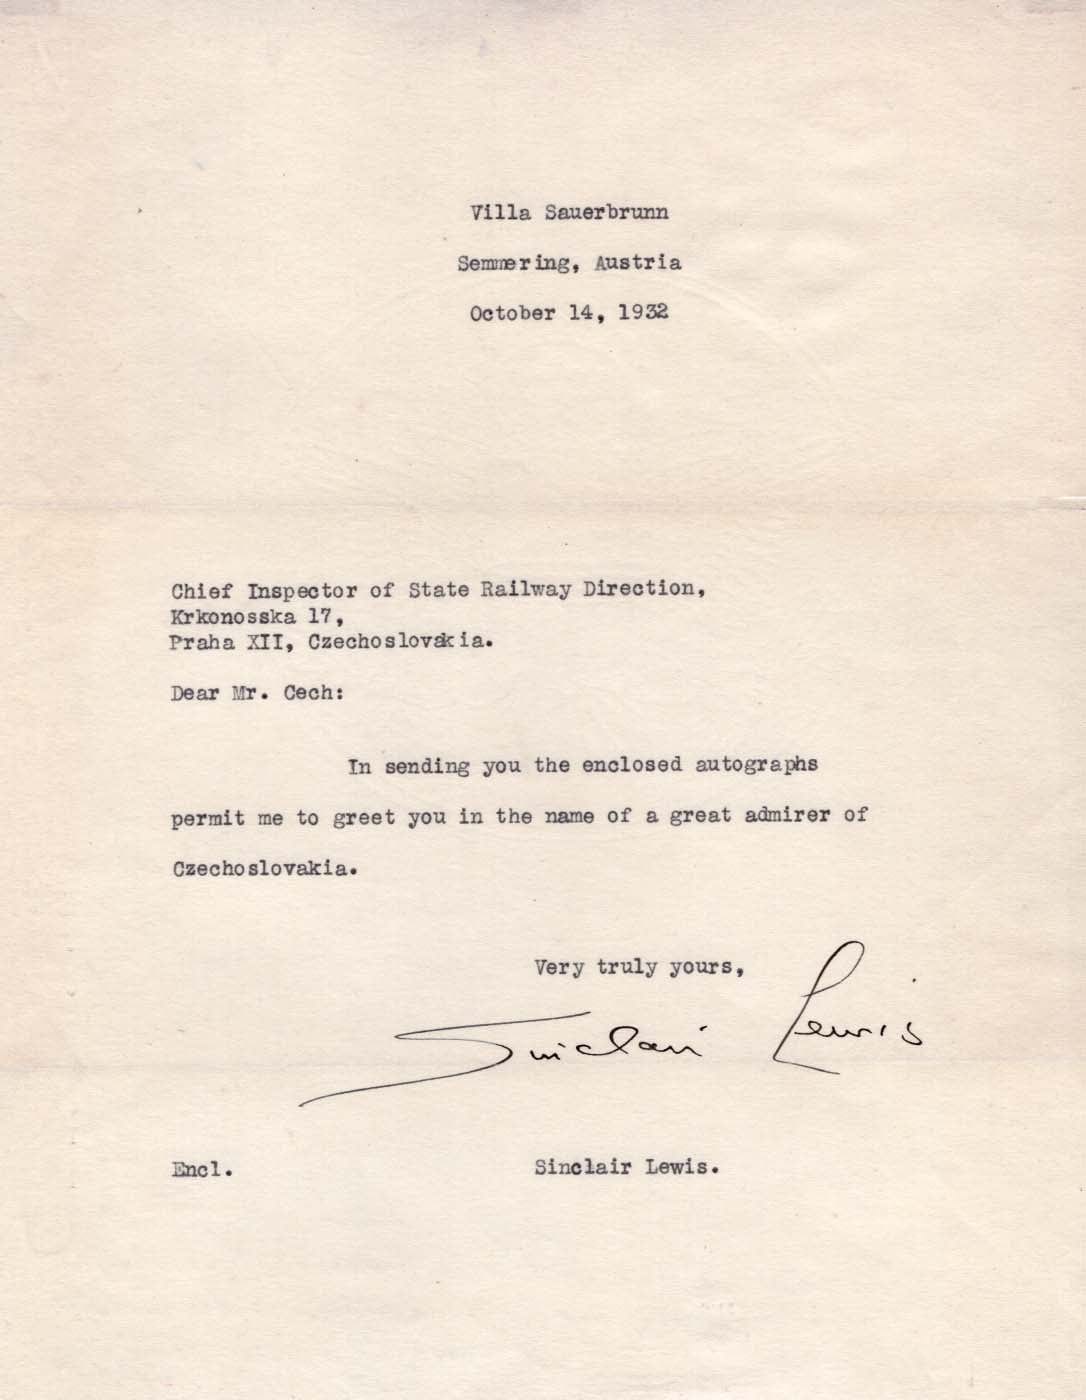 Villa Sauerbrunn
Semmering, Austria
October 14, 1932
Chief Inspector of State Railway Direction,
Krkonosska 17,
Praha XII, Czechoslovakia.
Dear Mr. Cech:
In sending you the enclosed autographs
permit me to greet you in the name of a great admirer of
Czechoslovakia.
Very truly yours,
Sinclair Lewis
Encl. Sinclair Lewis.